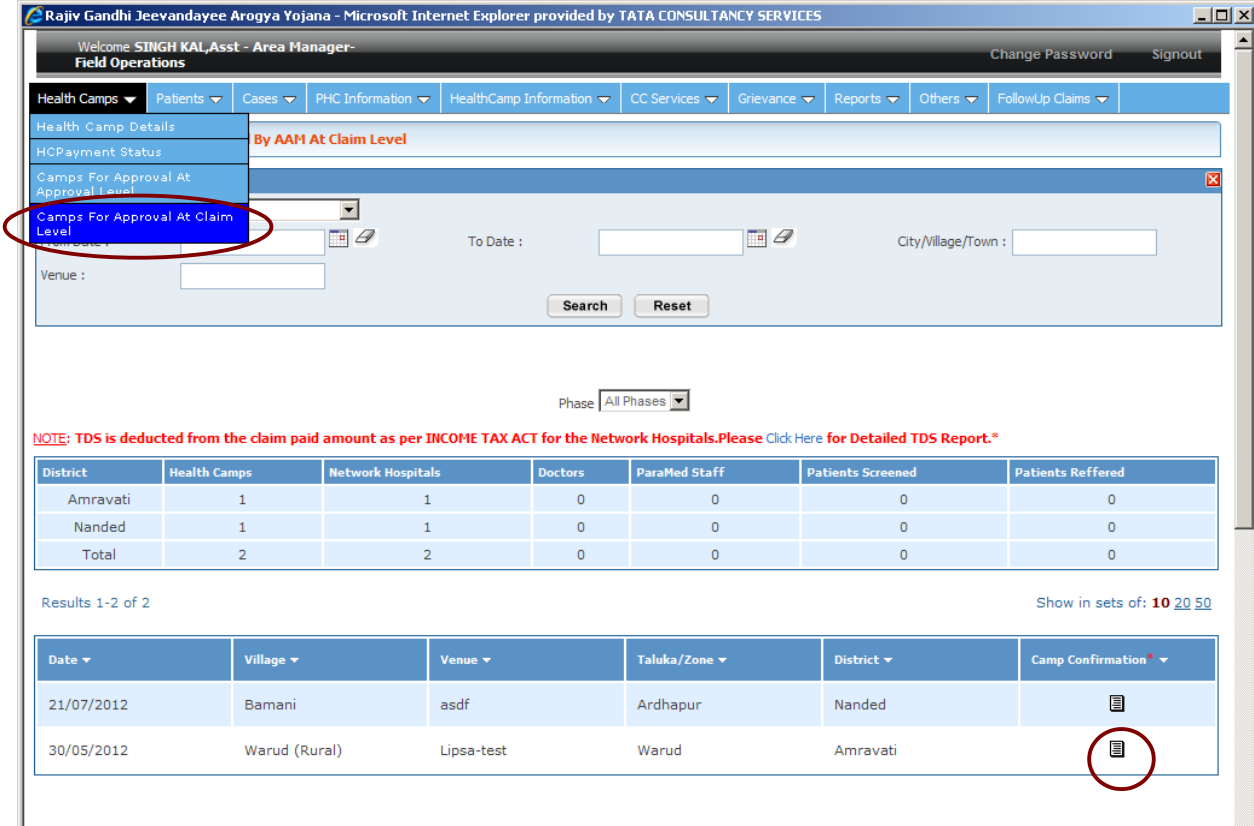 Rajiv Gandhi Jeevandayee Arogya Yojana - Microsoft Internet Explorer provided by TATA CONSULTANCY SERVICES
Welcome SINGH KAL,Asst - Area Manager-
Field Operations
Change Password Signout
Health Camps Patients Cases PHC Information HealthCamp Information CC Services Grievance Reports Others FollowUp Claims
Health Camp Details
HCPayment Status
Camps For Approval At
Approval Level
Camps For Approval At Claim
Level
By AAM At Claim Level
From Date : To Date : City/Village/Town :
Venue :
Search Reset
Phase All Phases
NOTE: TDS is deducted from the claim paid amount as per INCOME TAX ACT for the Network Hospitals.Please Click Here for Detailed TDS Report.*
District Health Camps Network Hospitals Doctors ParaMed Staff Patients Screened Patients Reffered
Amravati 1 1 0 0 0 0
Nanded 1 1 0 0 0 0
Total 2 2 0 0 0 0
Results 1-2 of 2 Show in sets of: 10 20 50
Date Village Venue Taluka/Zone District Camp Confirmation*
21/07/2012 Bamani asdf Ardhapur Nanded
30/05/2012 Warud (Rural) Lipsa-test Warud Amravati